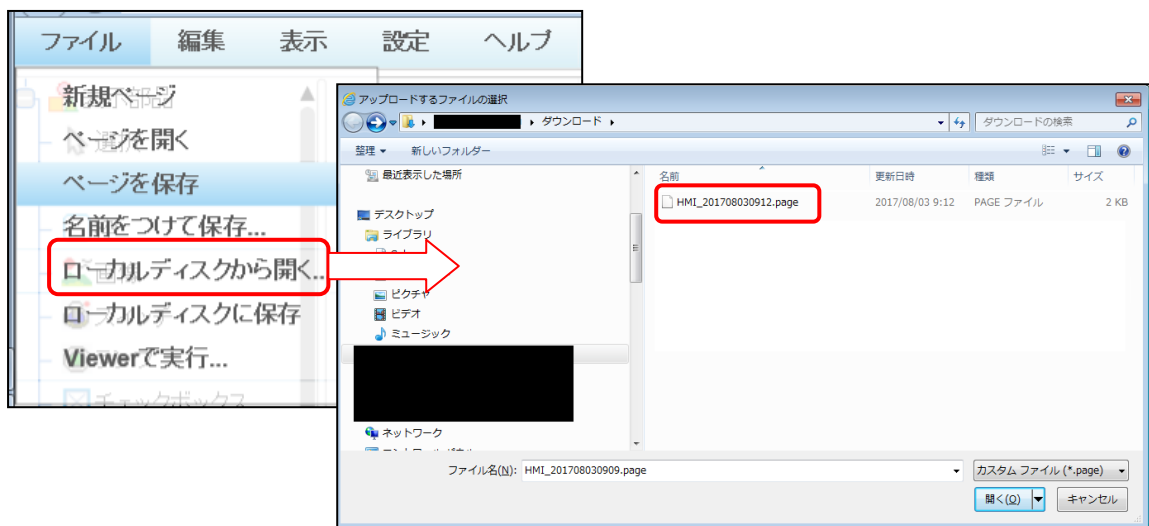 ファイル 編集 表示 設定 ヘルプ
新規ページ
ページを開く
ページを保存
名前をつけて保存...
ローカルディスクから開く...
ローカルディスクに保存
Viewerで実行...
チェックボックス
アップロードするファイルの選択
ダウンロード
ダウンロードの検索
整理 新しいフォルダー
最近表示した場所
デスクトップ
ライブラリ
ピクチャ
ビデオ
ミュージック
ネットワーク
名前 更新日時 種類 サイズ
HMI_201708030912.page 2017/08/03 9:12 PAGE ファイル 2 KB
ファイル名(N): HMI_201708030909.page カスタム ファイル (*.page)
開く(O) キャンセル